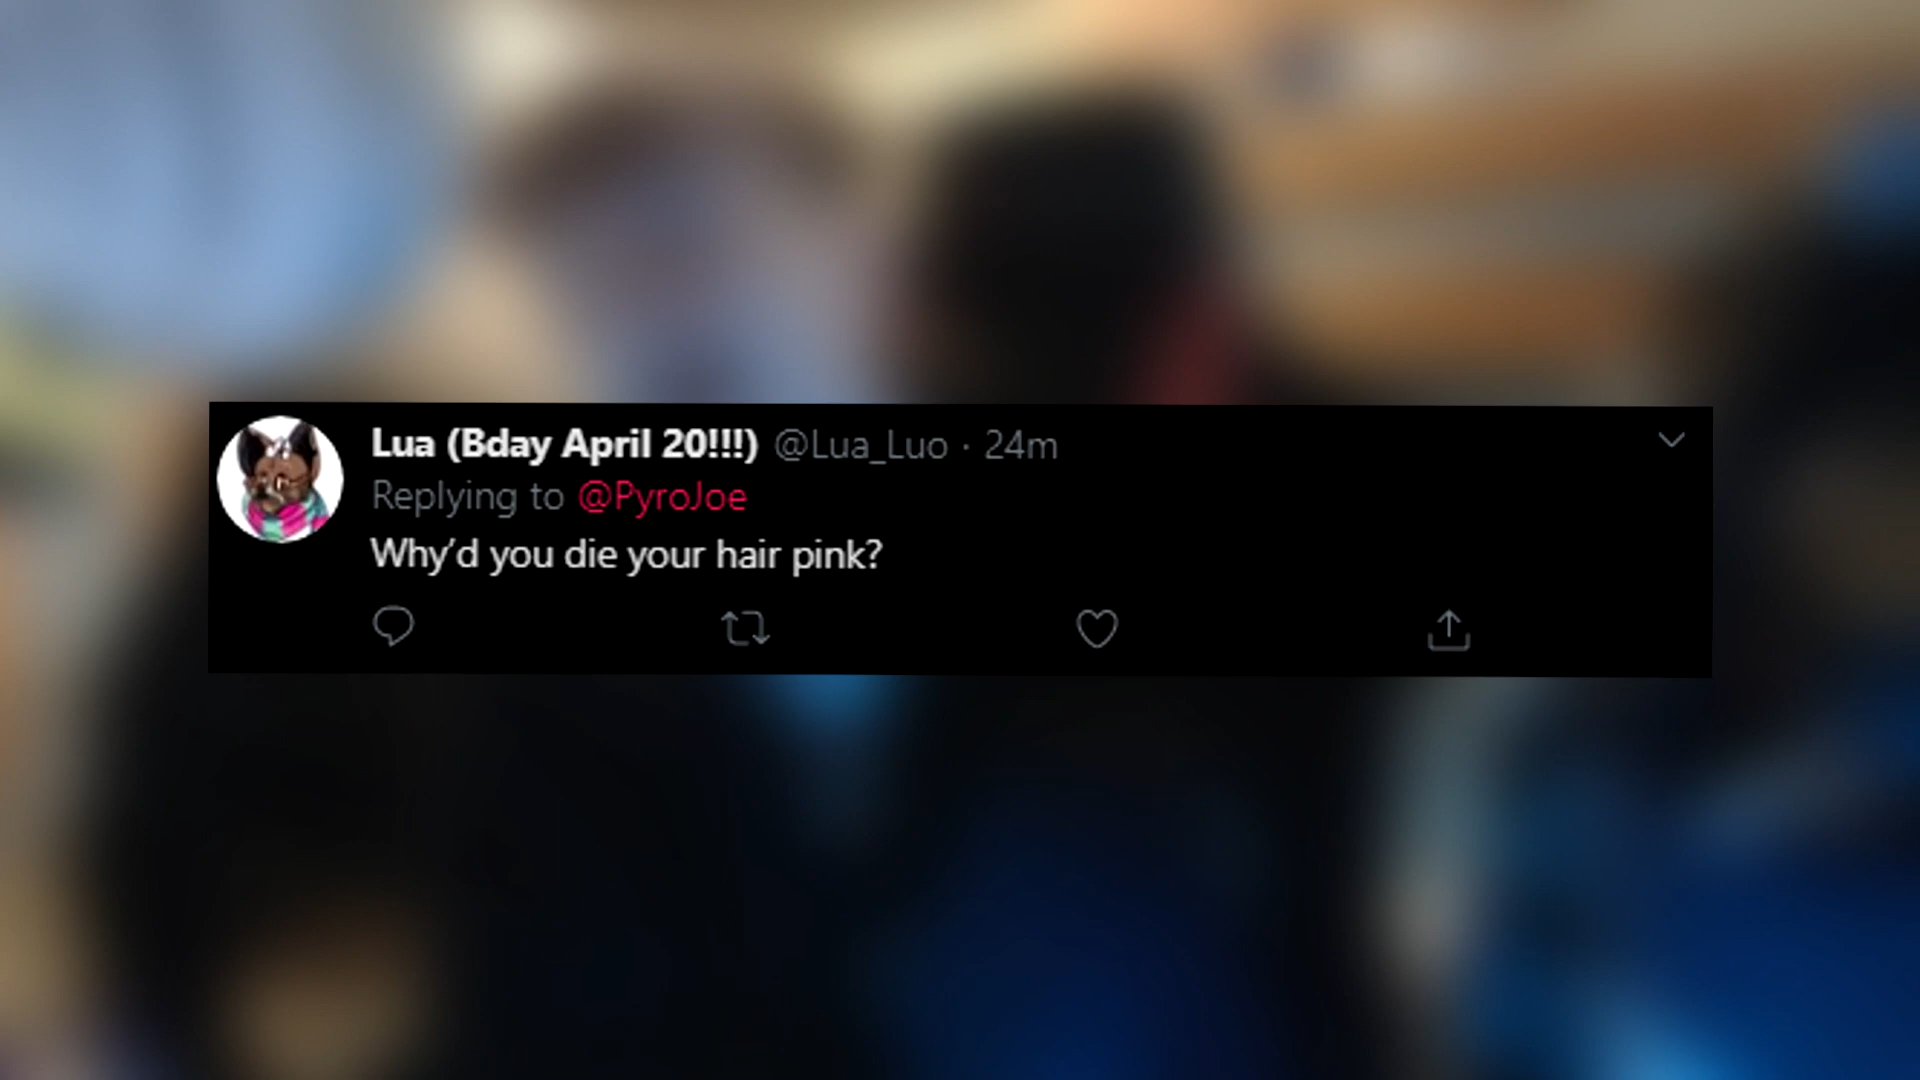 Lua (Bday April 20!!!) @Lua_Luo · 24m
Replying to @PyroJoe
Why'd you die your hair pink?